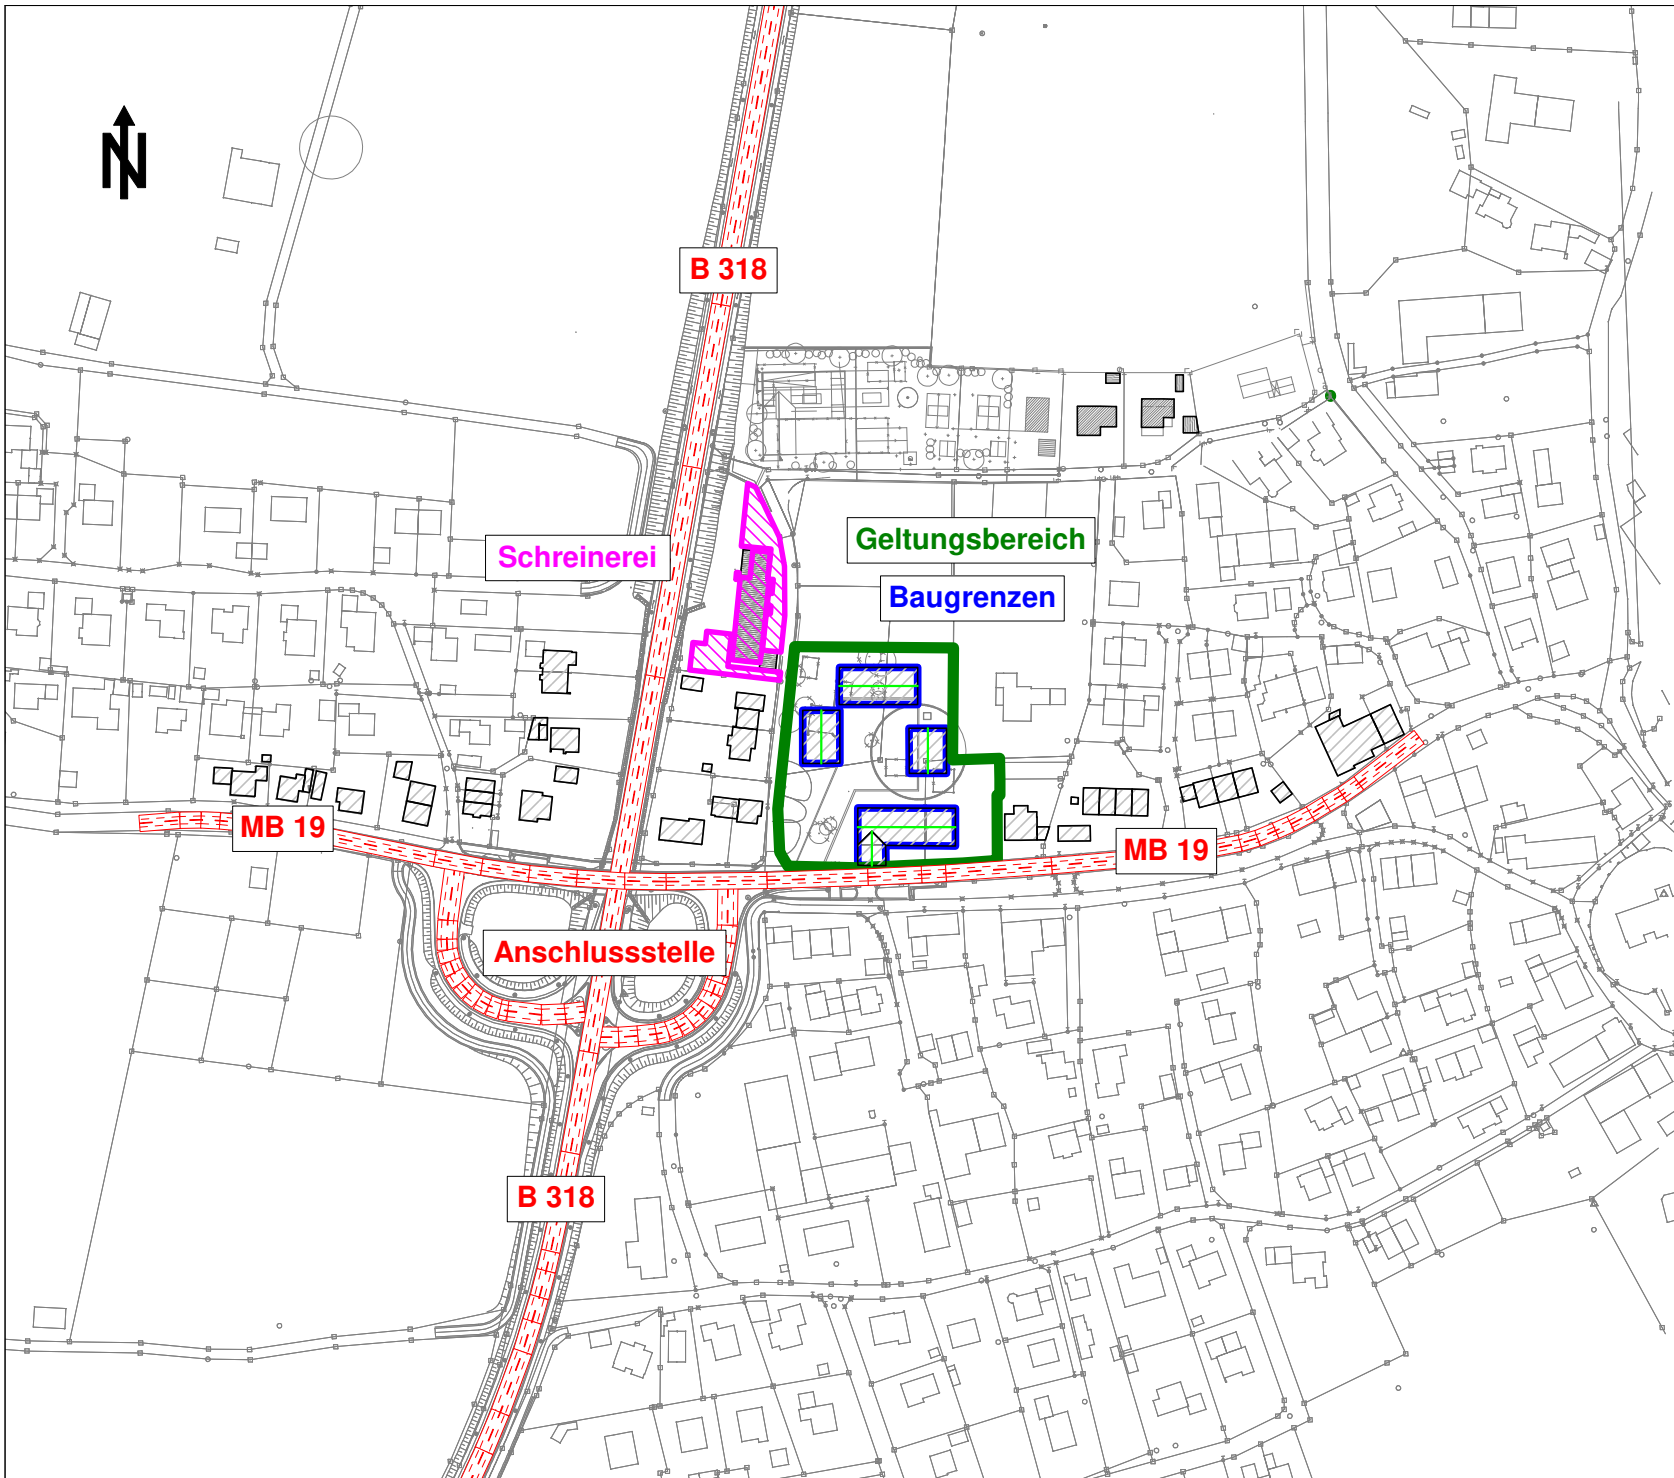 N
B 318
Geltungsbereich
Schreinerei
Baugrenzen
MB 19
MB 19
Anschlussstelle
B 318